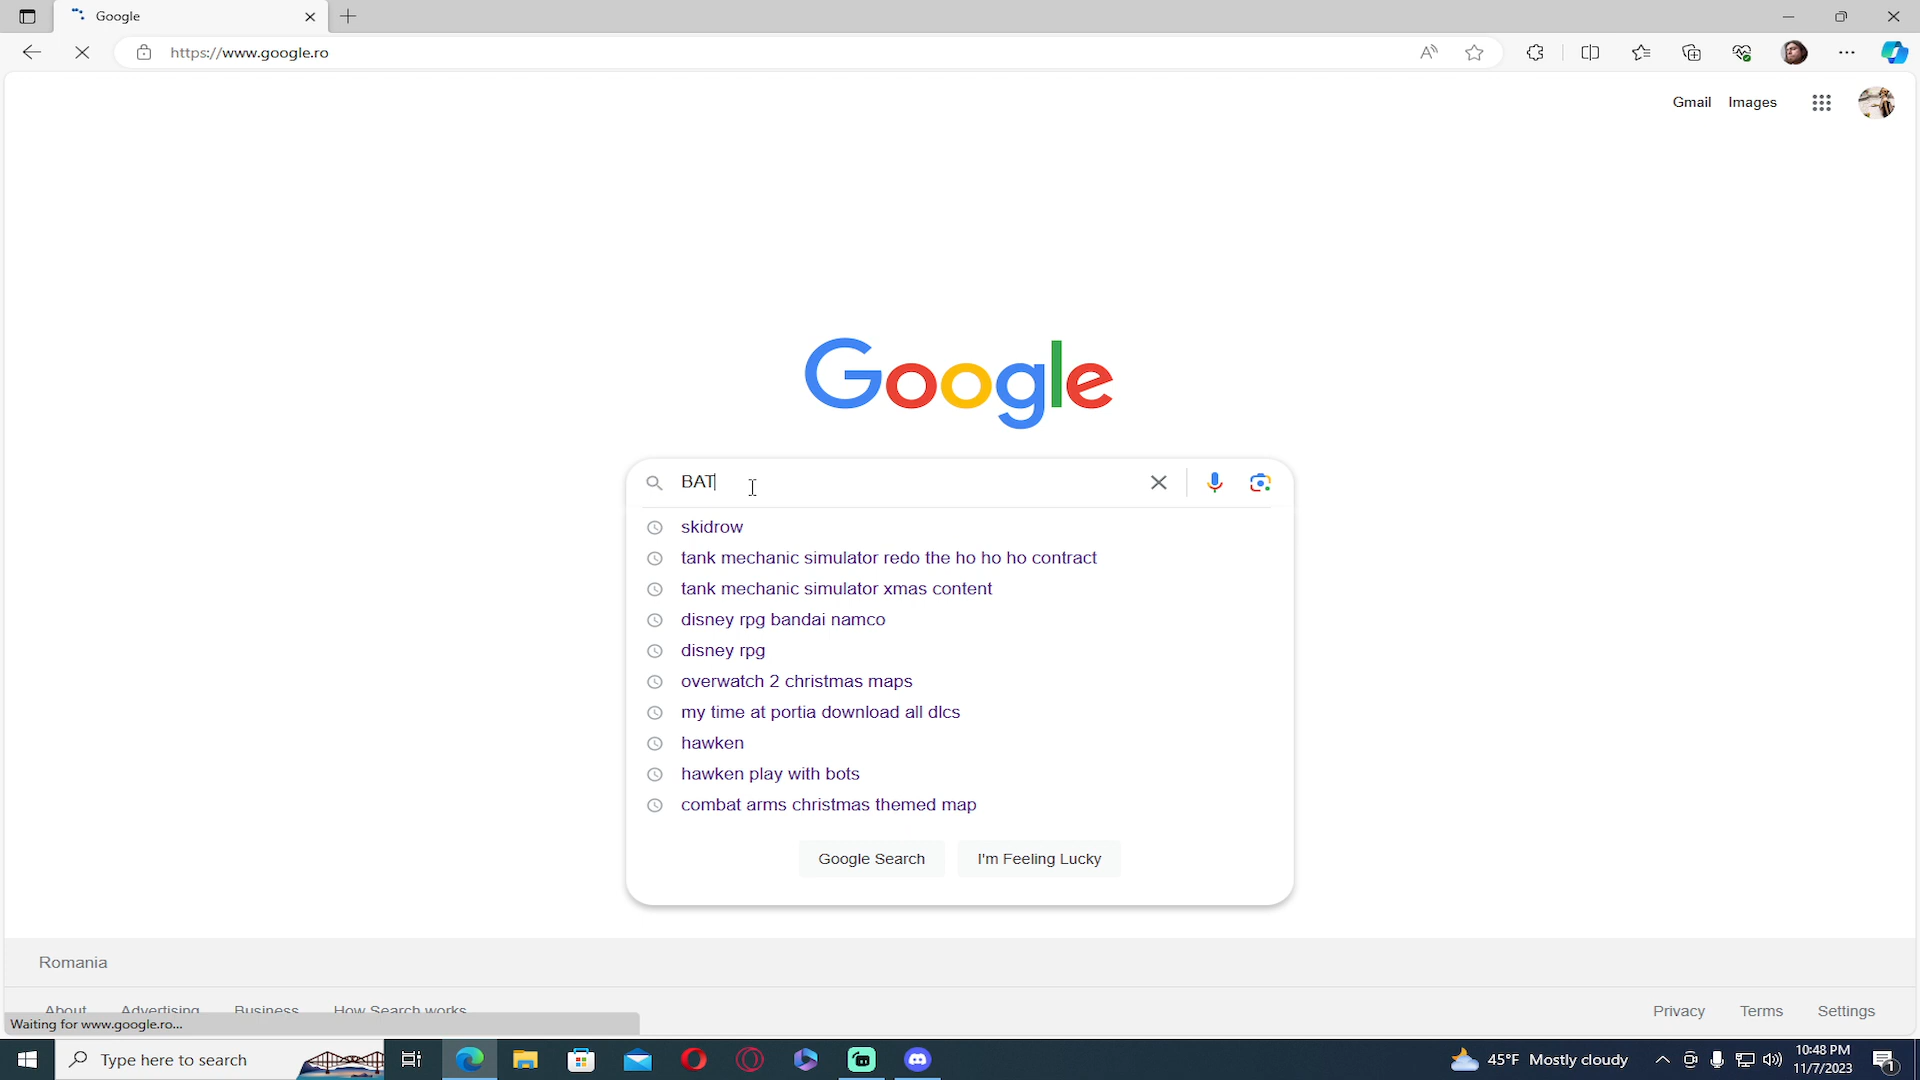 Google
https://www.google.ro
Gmail Images
Google
BAT
skidrow
tank mechanic simulator redo the ho ho ho contract
tank mechanic simulator xmas content
disney rpg bandai namco
disney rpg
overwatch 2 christmas maps
my time at portia download all dlcs
hawken
hawken play with bots
combat arms christmas themed map
Google Search I'm Feeling Lucky
Romania
About Advertising Business How Search works Privacy Terms Settings
Waiting for www.google.ro...
Type here to search
45°F Mostly cloudy
10:48 PM
11/7/2023
1